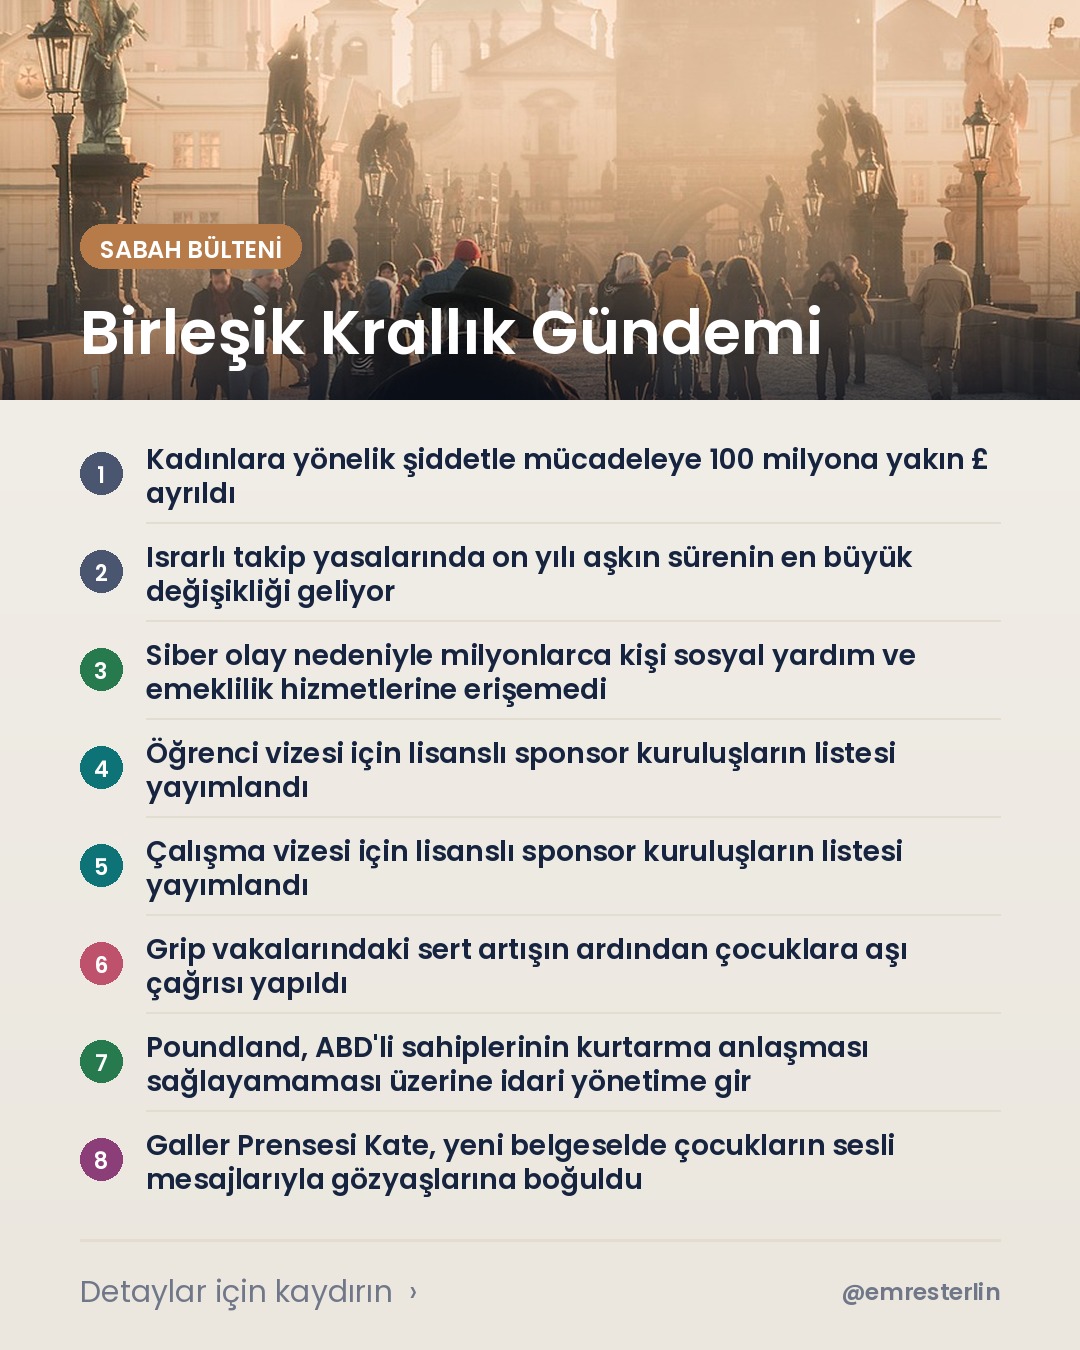 SABAH BÜLTENİ
Birleşik Krallık Gündemi
1 Kadınlara yönelik şiddetle mücadeleye 100 milyona yakın £
ayrıldı
2 Israrlı takip yasalarında on yılı aşkın sürenin en büyük
değişikliği geliyor
3 Siber olay nedeniyle milyonlarca kişi sosyal yardım ve
emeklilik hizmetlerine erişemedi
4 Öğrenci vizesi için lisanslı sponsor kuruluşların listesi
yayımlandı
5 Çalışma vizesi için lisanslı sponsor kuruluşların listesi
yayımlandı
6 Grip vakalarındaki sert artışın ardından çocuklara aşı
çağrısı yapıldı
7 Poundland, ABD'li sahiplerinin kurtarma anlaşması
sağlayamaması üzerine idari yönetime gir
8 Galler Prensesi Kate, yeni belgeselde çocukların sesli
mesajlarıyla gözyaşlarına boğuldu
Detaylar için kaydırın ›
@emresterlin